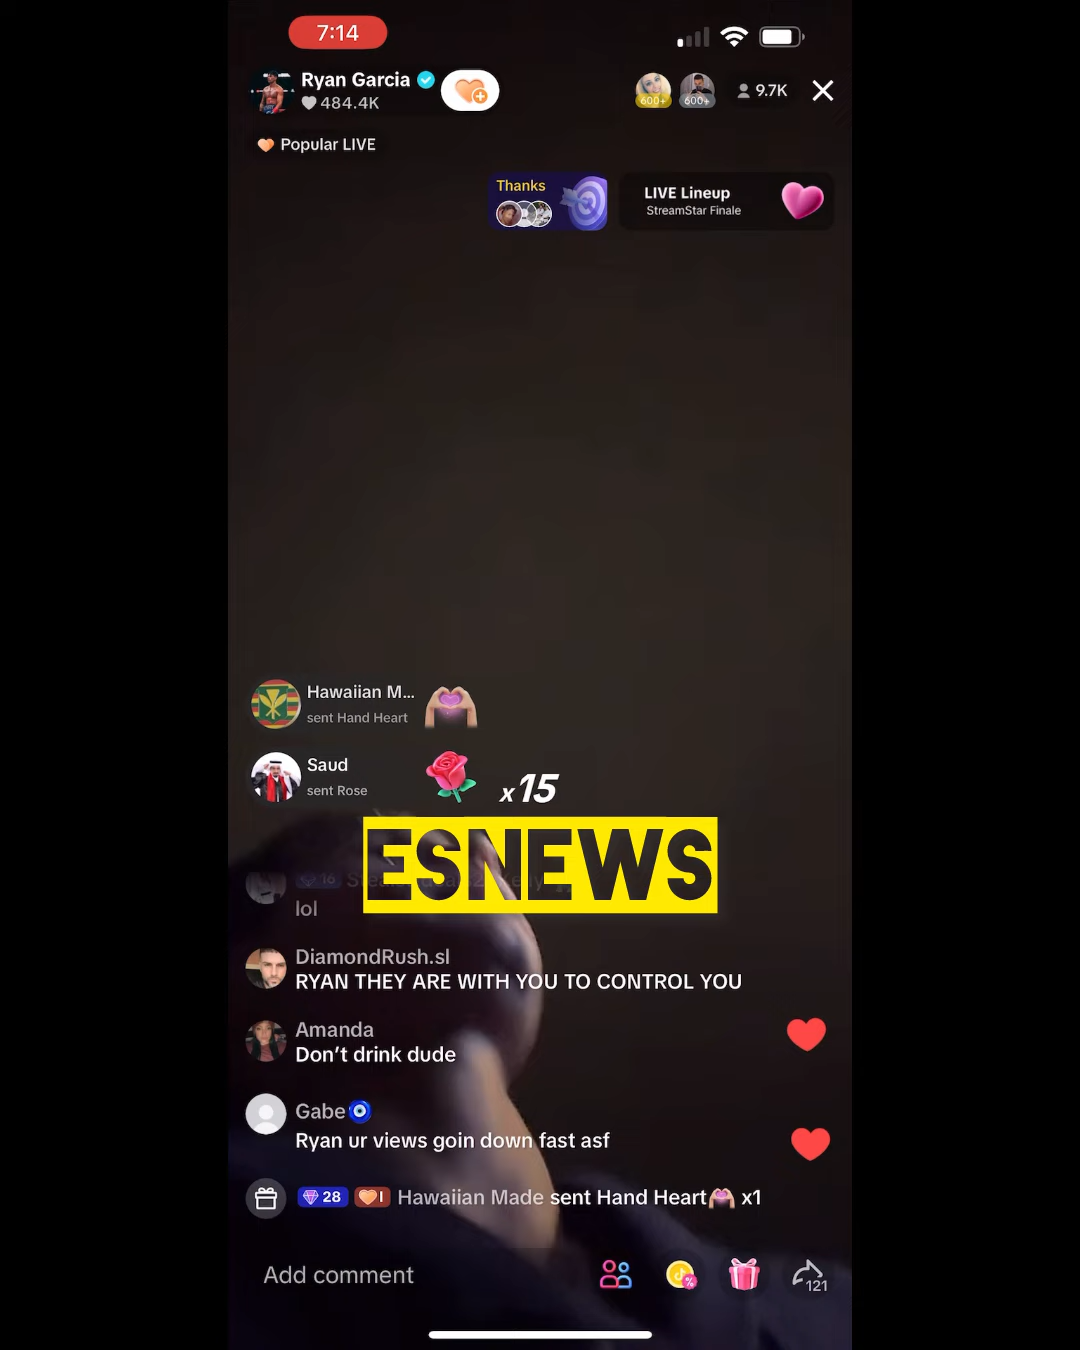 7:14
Ryan Garcia
484.4K
600+
600+
9.7K
Popular LIVE
Thanks
LIVE Lineup
StreamStar Finale
Hawaiian M...
sent Hand Heart
Saud
sent Rose
x15
ESNEWS
16
lol
DiamondRush.sl
RYAN THEY ARE WITH YOU TO CONTROL YOU
Amanda
Don't drink dude
Gabe
Ryan ur views goin down fast asf
28 I Hawaiian Made sent Hand Heart x1
Add comment
121